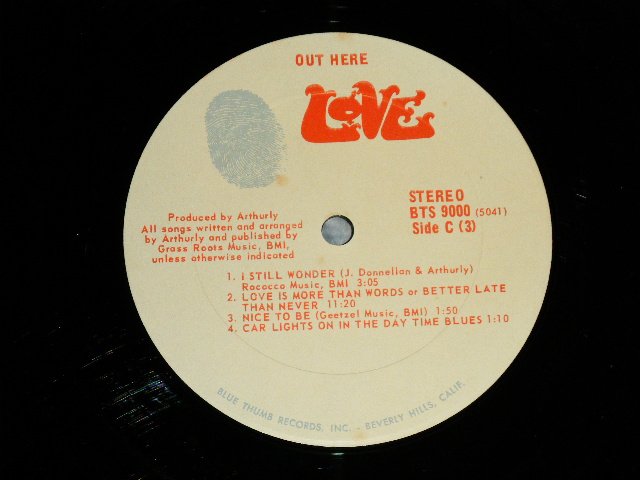 OUT HERE
LOVE
STEREO
BTS 9000 (5041)
Side C (3)
Produced by Arthurly
All songs written and arranged
by Arthurly and published by
Grass Roots Music, BMI,
unless otherwise indicated
1. I STILL WONDER (J. Donnellan & Arthurly)
Rococco Music, BMI 3:05
2. LOVE IS MORE THAN WORDS or BETTER LATE
THAN NEVER 11:20
3. NICE TO BE (Geetzel Music, BMI) 1:50
4. CAR LIGHTS ON IN THE DAY TIME BLUES 1:10
BLUE THUMB RECORDS, INC. - BEVERLY HILLS, CALIF.